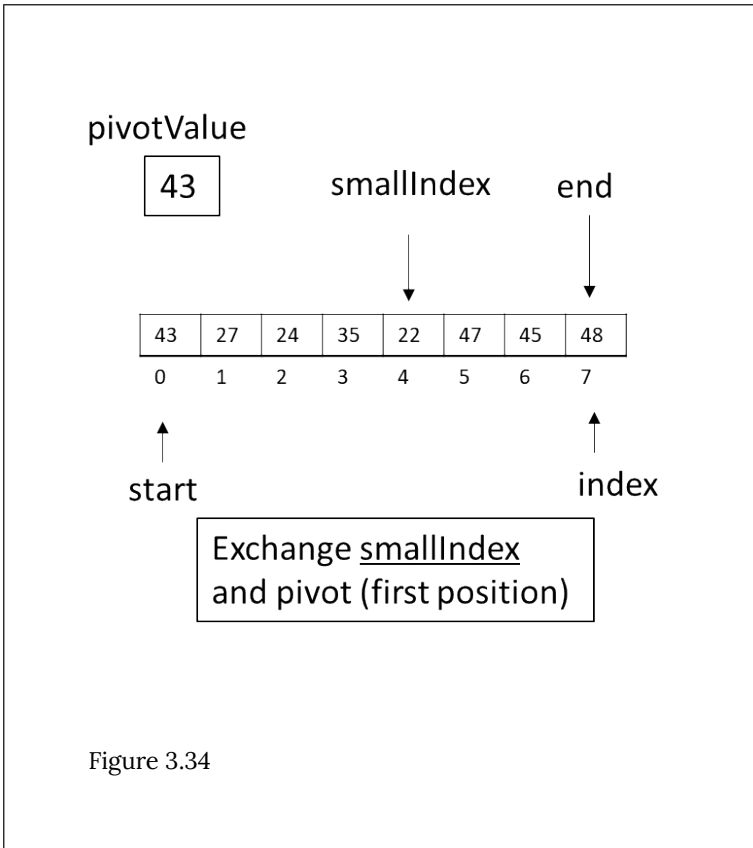 pivotValue
43
smallIndex end
43 27 24 35 22 47 45 48
0 1 2 3 4 5 6 7
start
index
Exchange smallIndex
and pivot (first position)
Figure 3.34